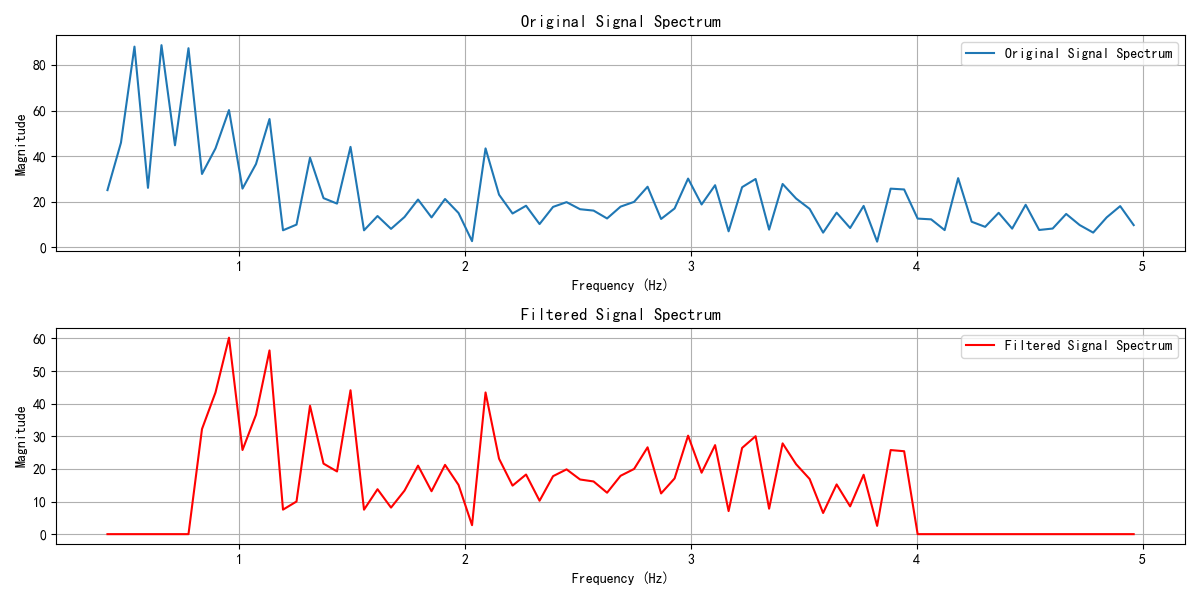 Original Signal Spectrum
Original Signal Spectrum
Magnitude
80
60
40
20
0
1 2 3 4 5
Frequency (Hz)
Filtered Signal Spectrum
Filtered Signal Spectrum
Magnitude
60
50
40
30
20
10
0
1 2 3 4 5
Frequency (Hz)